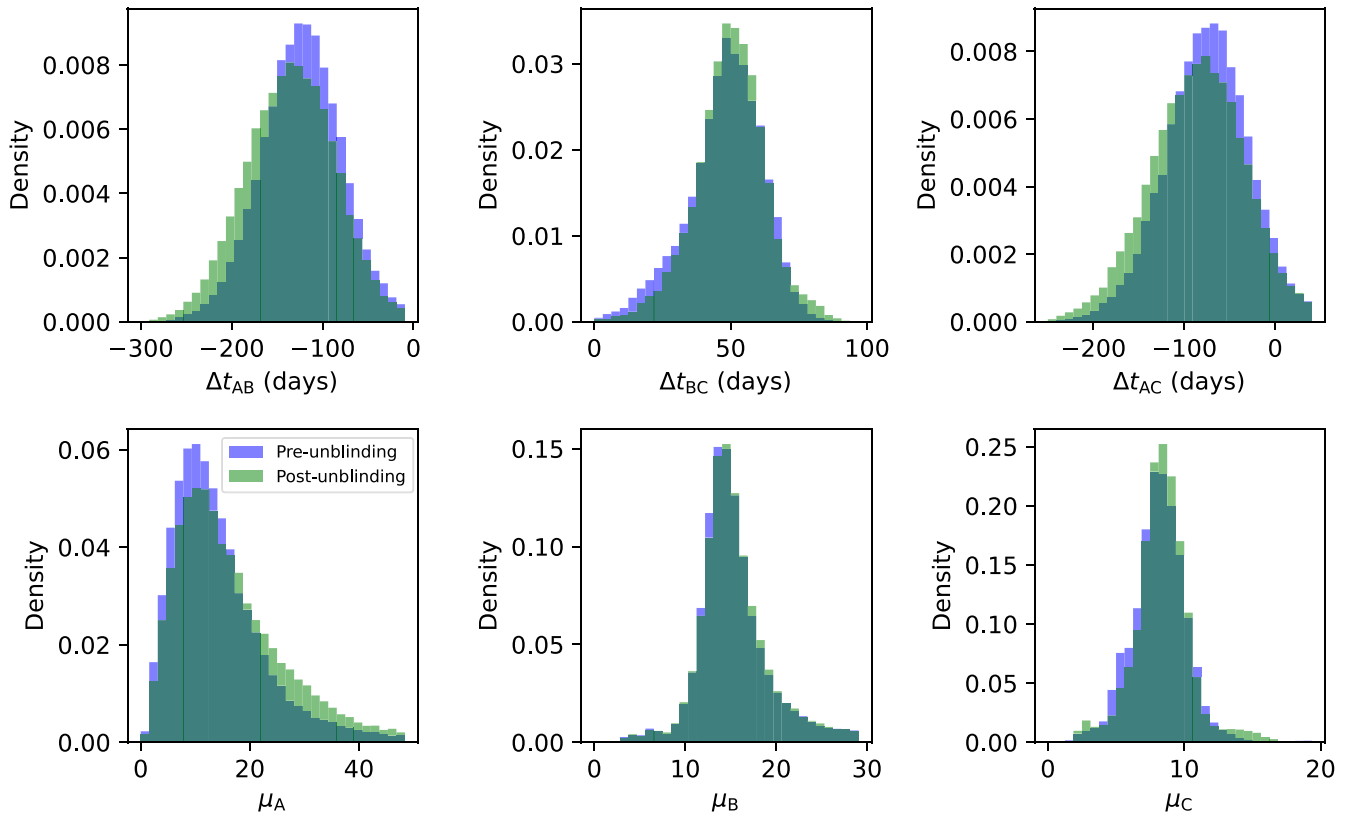 Density
0.008
0.006
0.004
0.002
0.000
−300 −200 −100 0
Δt_AB (days)
Density
0.03
0.02
0.01
0.00
0 50 100
Δt_BC (days)
Density
0.008
0.006
0.004
0.002
0.000
−200 −100 0
Δt_AC (days)
Density
0.06
0.04
0.02
0.00
0 20 40
μ_A
Pre-unblinding
Post-unblinding
Density
0.15
0.10
0.05
0.00
0 10 20 30
μ_B
Density
0.25
0.20
0.15
0.10
0.05
0.00
0 10 20
μ_C